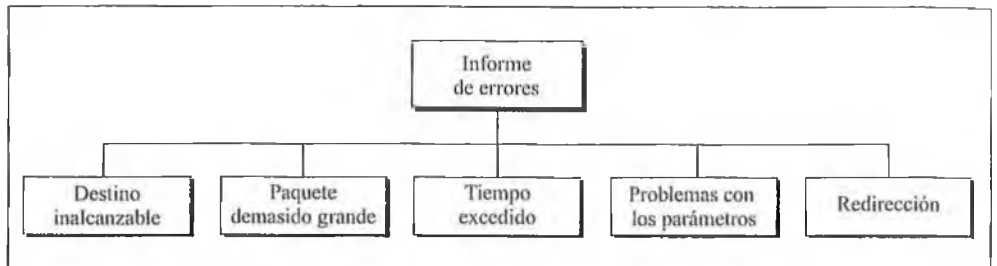 Informe
de errores
Destino
inalcanzable
Paquete
demasido grande
Tiempo
excedido
Problemas con
los parámetros
Redirección